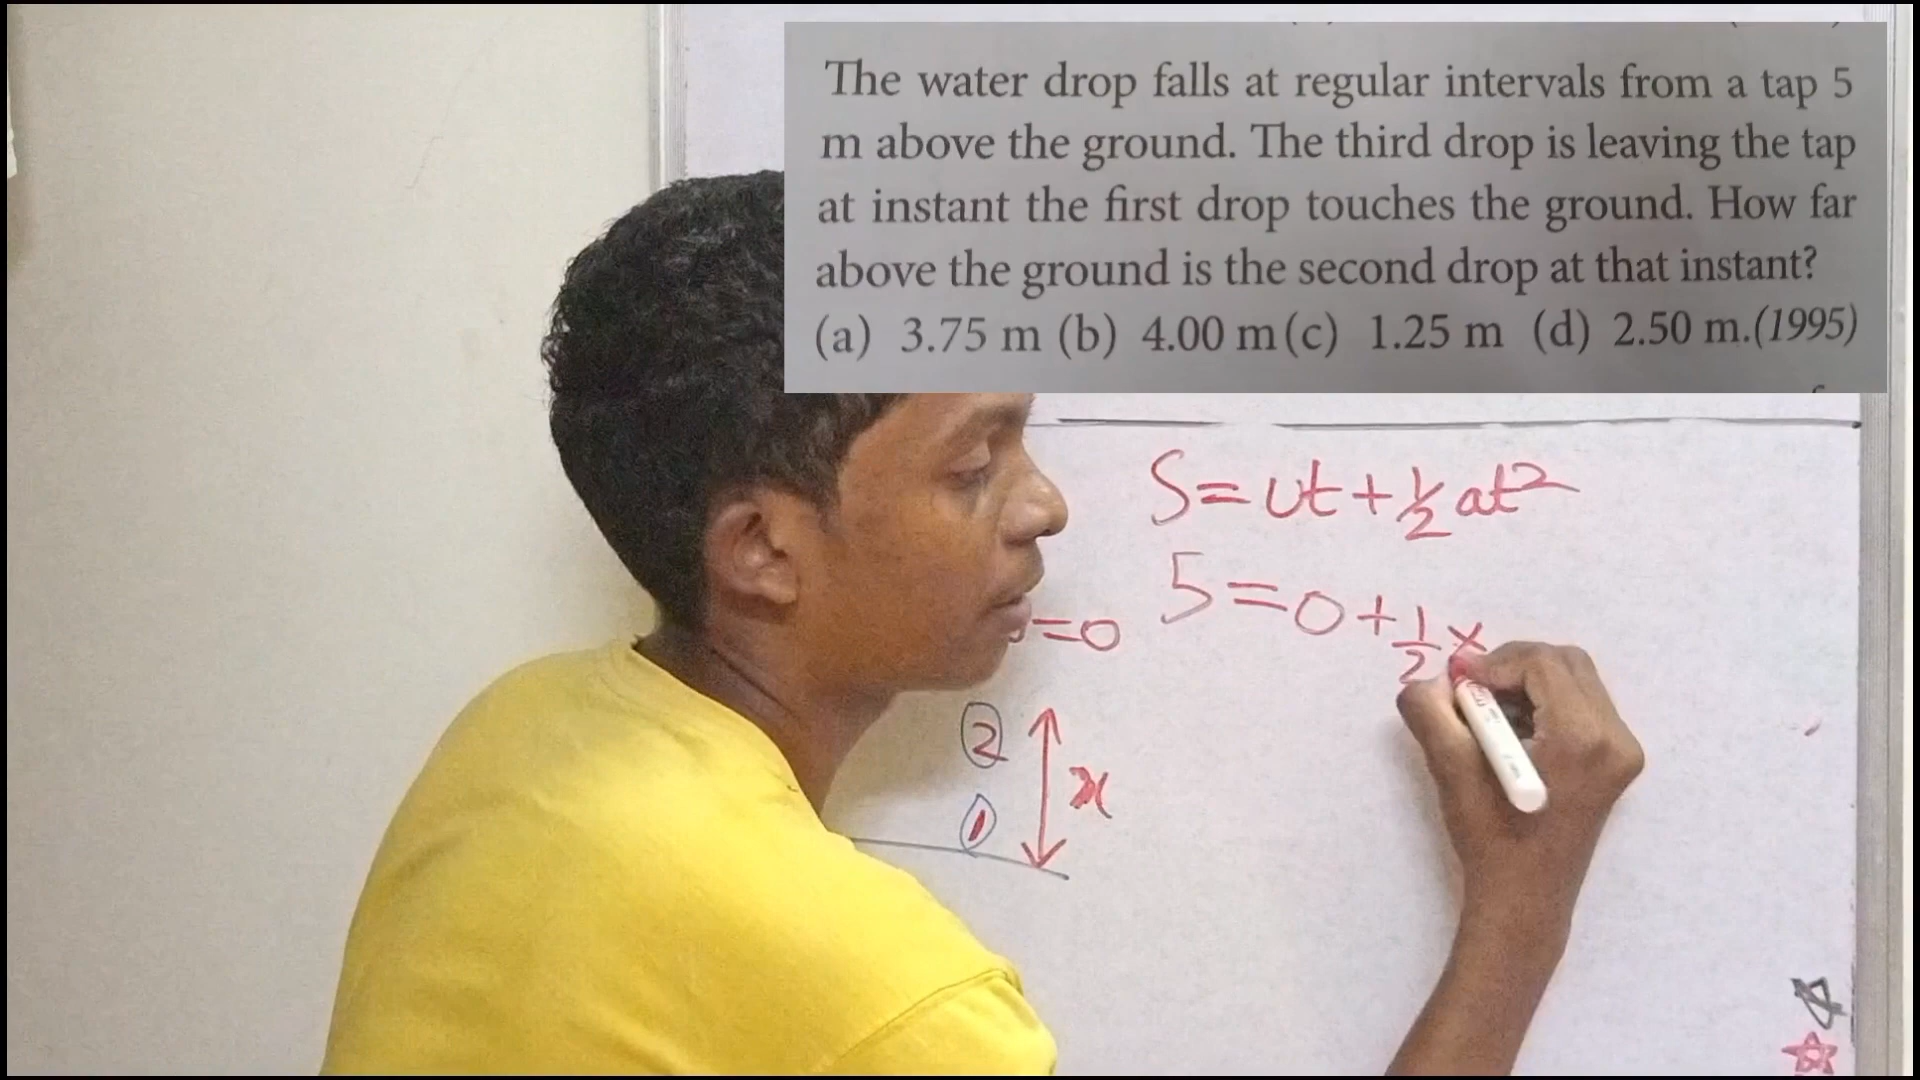 The water drop falls at regular intervals from a tap 5
m above the ground. The third drop is leaving the tap
at instant the first drop touches the ground. How far
above the ground is the second drop at that instant?
(a) 3.75 m (b) 4.00 m (c) 1.25 m (d) 2.50 m.(1995)
S=ut+½at²
5=0+½×
=0
2
x
1